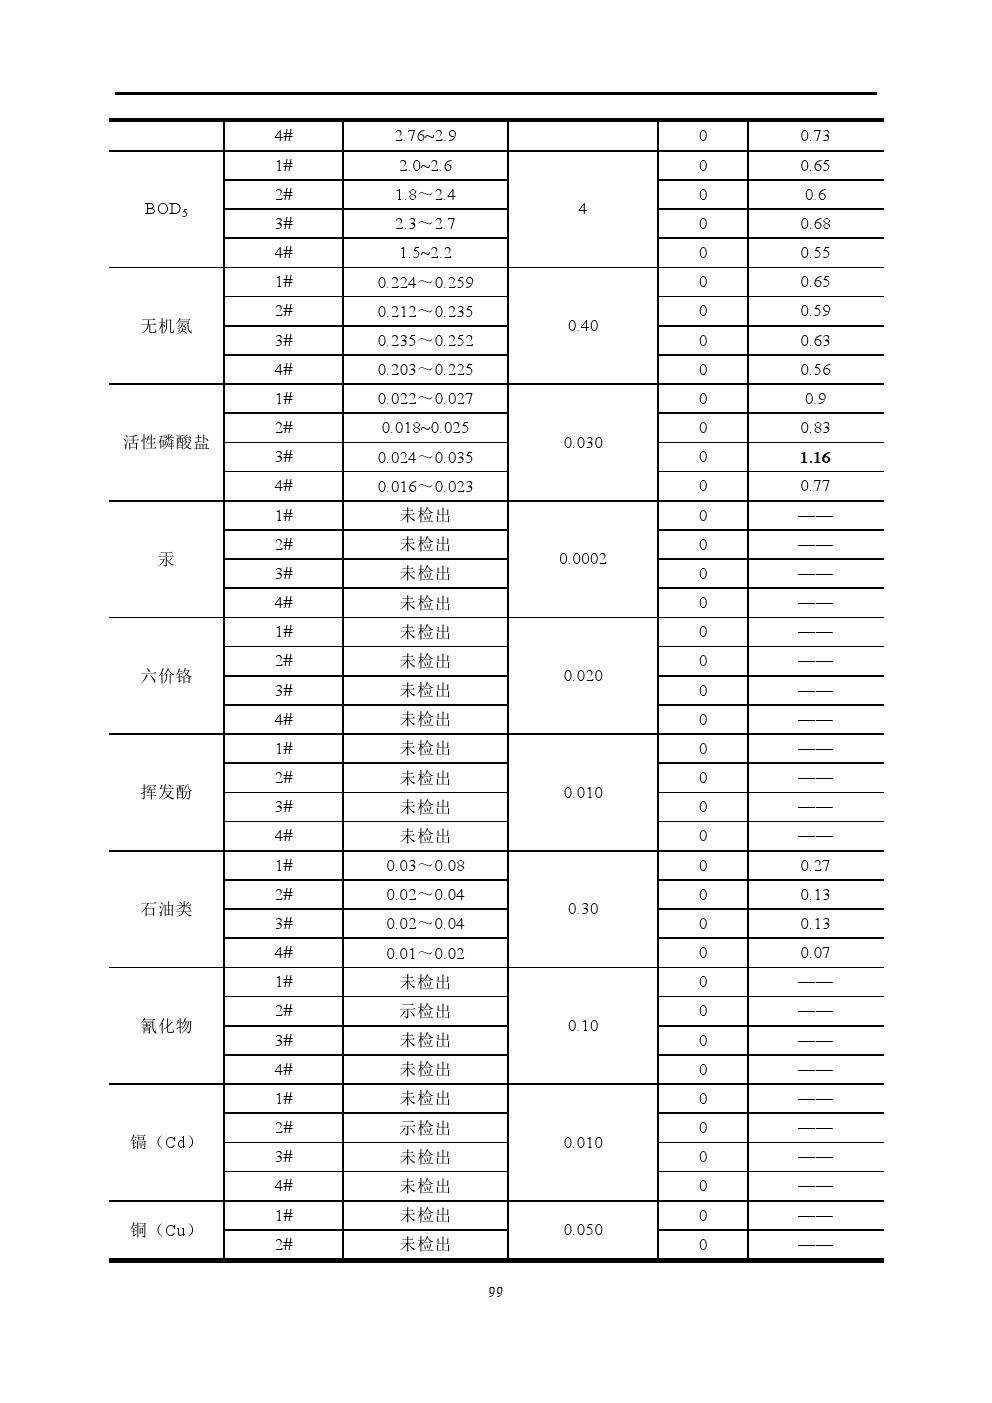 4# 2.76~2.9 0 0.73
1# 2.0~2.6 0 0.65
2# 1.8～2.4 0 0.6
BOD5 4
3# 2.3～2.7 0 0.68
4# 1.5~2.2 0 0.55
1# 0.224～0.259 0 0.65
2# 0.212～0.235 0 0.59
无机氮 0.40
3# 0.235～0.252 0 0.63
4# 0.203～0.225 0 0.56
1# 0.022～0.027 0 0.9
2# 0.018~0.025 0 0.83
活性磷酸盐 0.030
3# 0.024～0.035 0 1.16
4# 0.016～0.023 0 0.77
1# 未检出 0 ——
2# 未检出 0 ——
汞 0.0002
3# 未检出 0 ——
4# 未检出 0 ——
1# 未检出 0 ——
2# 未检出 0 ——
六价铬 0.020
3# 未检出 0 ——
4# 未检出 0 ——
1# 未检出 0 ——
2# 未检出 0 ——
挥发酚 0.010
3# 未检出 0 ——
4# 未检出 0 ——
1# 0.03～0.08 0 0.27
2# 0.02～0.04 0 0.13
石油类 0.30
3# 0.02～0.04 0 0.13
4# 0.01～0.02 0 0.07
1# 未检出 0 ——
2# 示检出 0 ——
氰化物 0.10
3# 未检出 0 ——
4# 未检出 0 ——
1# 未检出 0 ——
2# 示检出 0 ——
镉（Cd） 0.010
3# 未检出 0 ——
4# 未检出 0 ——
1# 未检出 0 ——
铜（Cu） 0.050
2# 未检出 0 ——
99